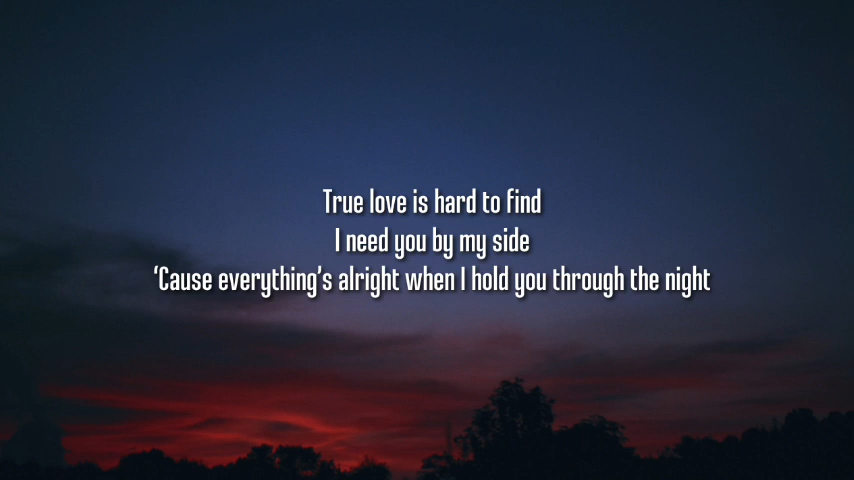 True love is hard to find
I need you by my side
‘Cause everything’s alright when I hold you through the night